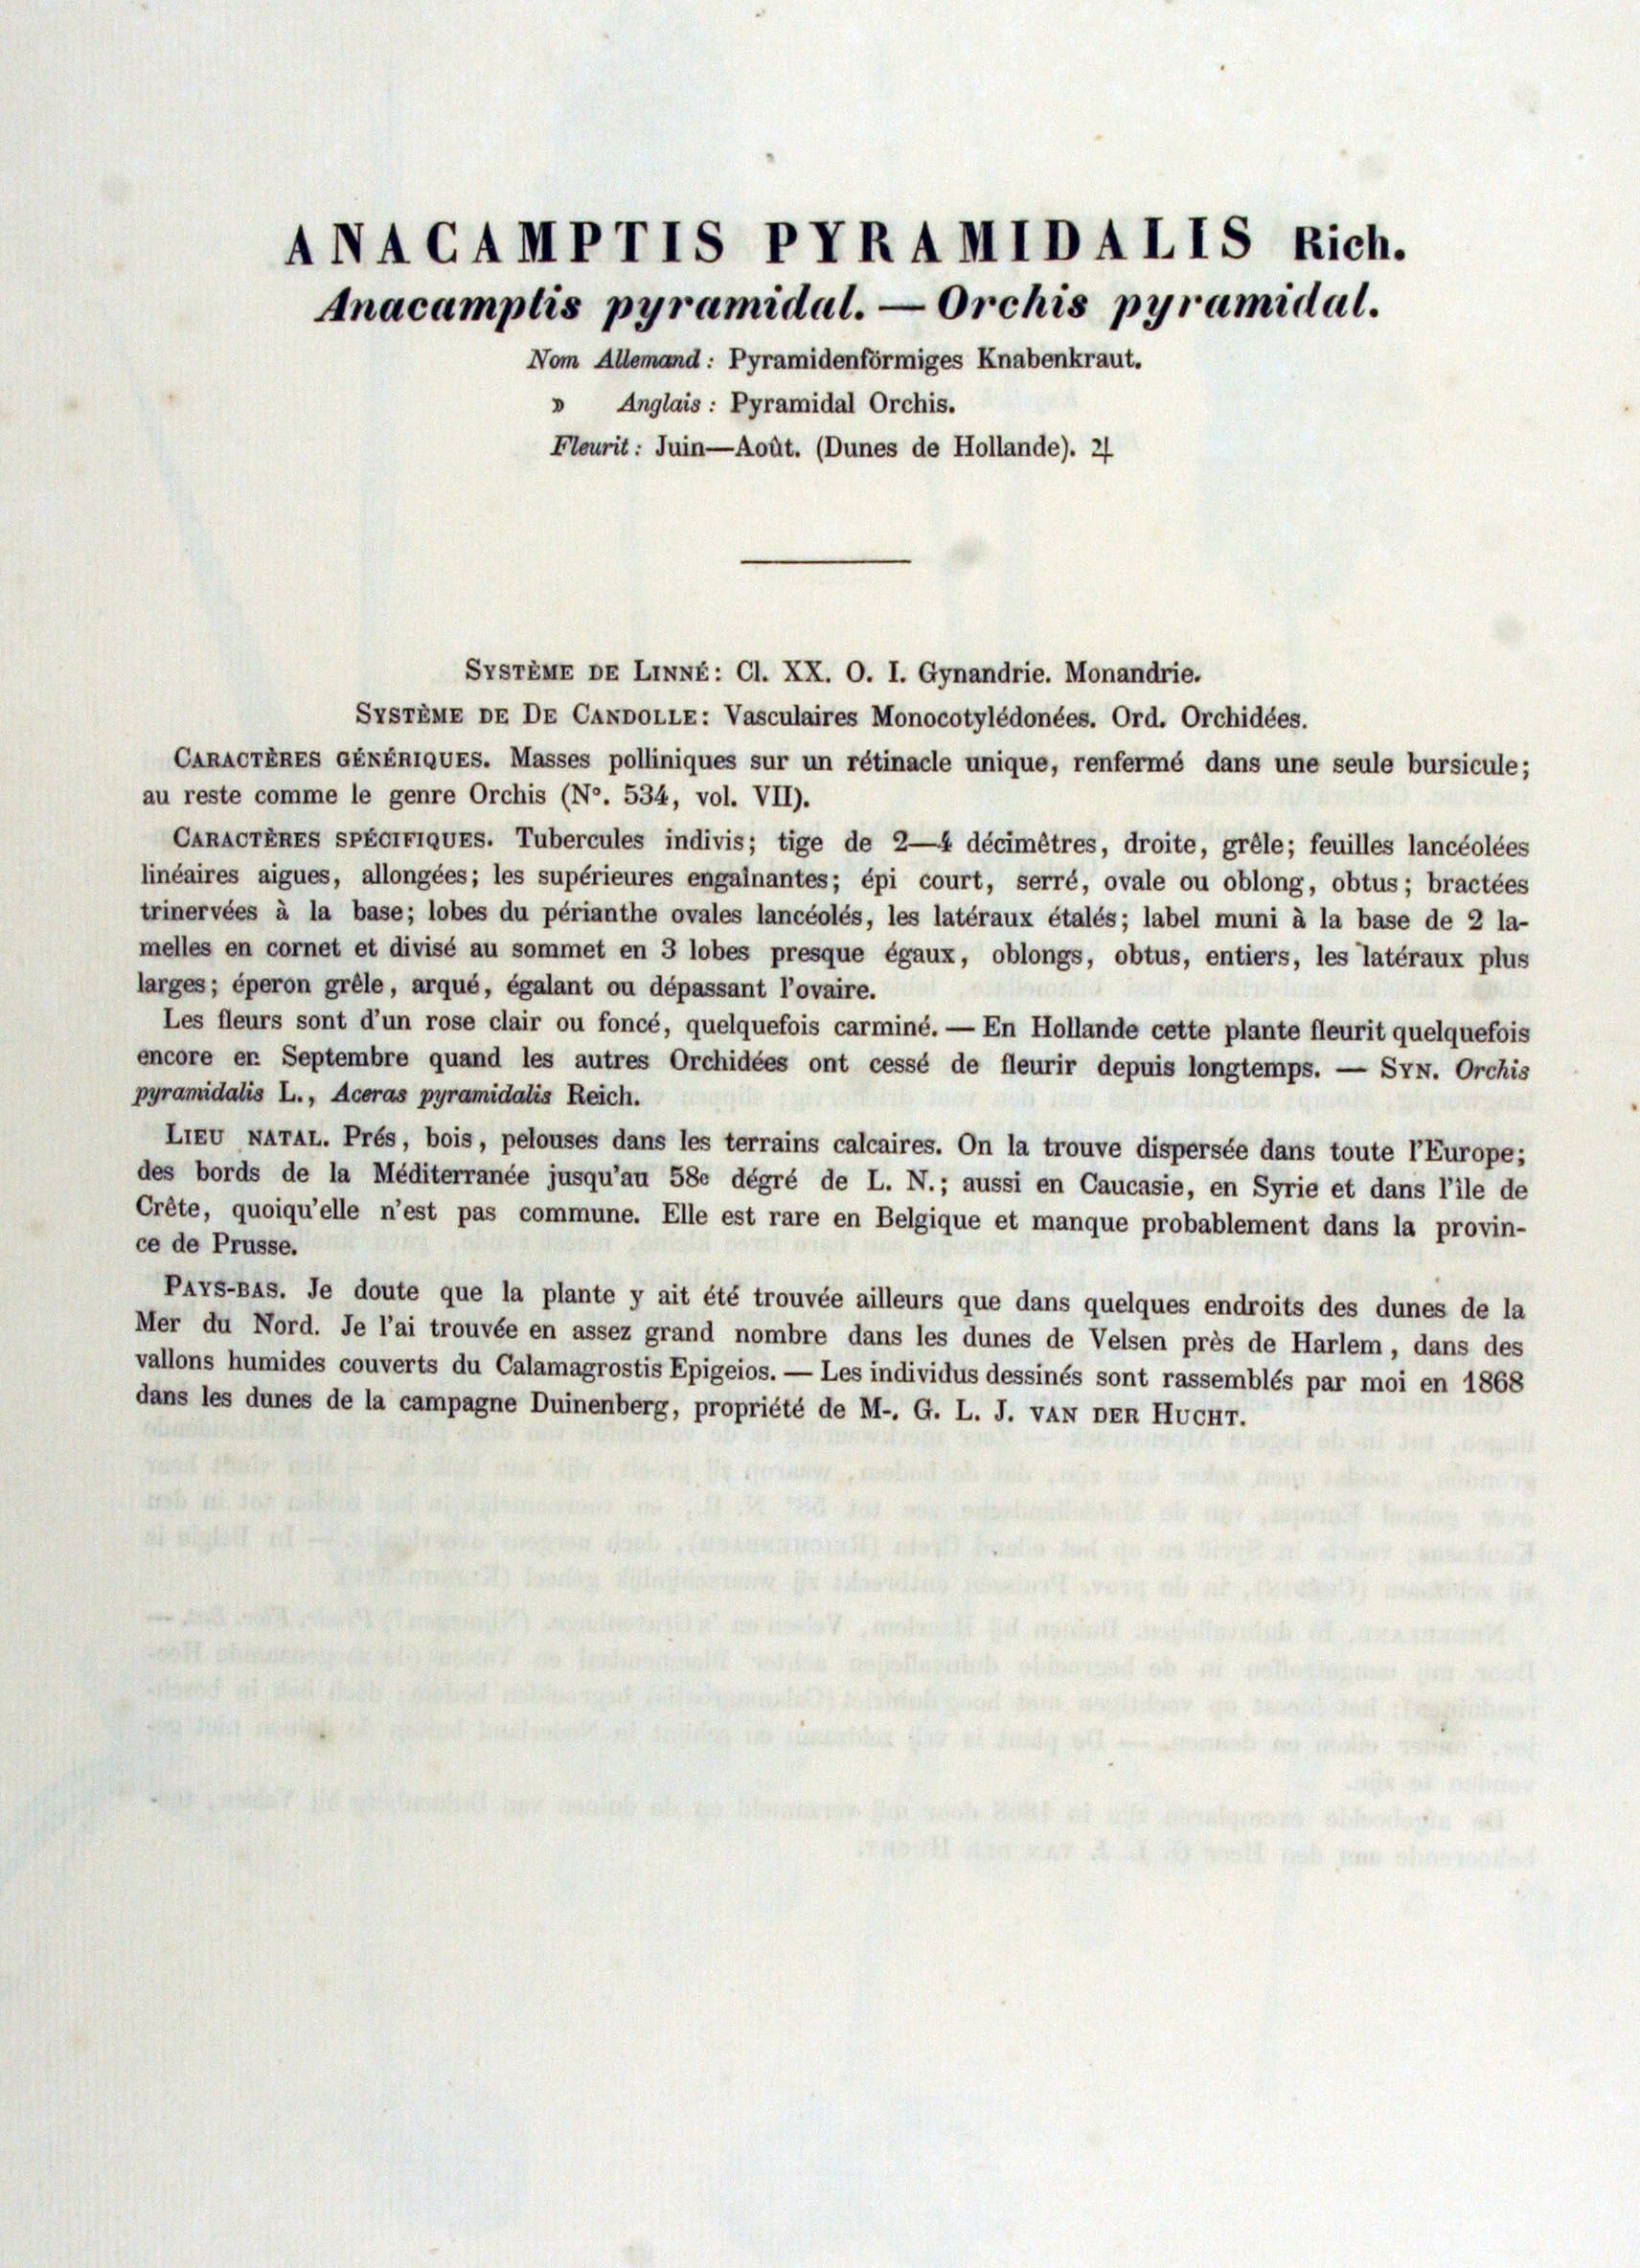 ANACAMPTIS PYRAMIDALIS Rich.
Anacamptis pyramidal. — Orchis pyramidal.
Nom Allemand : Pyramidenförmiges Knabenkraut.
» Anglais : Pyramidal Orchis.
Fleurit : Juin—Août. (Dunes de Hollande). ♃
Système de Linné: Cl. XX. O. I. Gynandrie. Monandrie.
Système de De Candolle: Vasculaires Monocotylédonées. Ord. Orchidées.
Caractères génériques. Masses polliniques sur un rétinacle unique, renfermé dans une seule bursicule;
au reste comme le genre Orchis (No. 534, vol. VII).
Caractères spécifiques. Tubercules indivis; tige de 2—4 décimètres, droite, grêle; feuilles lancéolées
linéaires aigues, allongées; les supérieures engaînantes; épi court, serré, ovale ou oblong, obtus; bractées
trinervées à la base; lobes du périanthe ovales lancéolés, les latéraux étalés; label muni à la base de 2 la-
melles en cornet et divisé au sommet en 3 lobes presque égaux, oblongs, obtus, entiers, les latéraux plus
larges; éperon grêle, arqué, égalant ou dépassant l'ovaire.
Les fleurs sont d'un rose clair ou foncé, quelquefois carminé. — En Hollande cette plante fleurit quelquefois
encore en Septembre quand les autres Orchidées ont cessé de fleurir depuis longtemps. — Syn. Orchis
pyramidalis L., Aceras pyramidalis Reich.
Lieu natal. Prés, bois, pelouses dans les terrains calcaires. On la trouve dispersée dans toute l'Europe;
des bords de la Méditerranée jusqu'au 58e dégré de L. N.; aussi en Caucasie, en Syrie et dans l'ile de
Crête, quoiqu'elle n'est pas commune. Elle est rare en Belgique et manque probablement dans la provin-
ce de Prusse.
Pays-bas. Je doute que la plante y ait été trouvée ailleurs que dans quelques endroits des dunes de la
Mer du Nord. Je l'ai trouvée en assez grand nombre dans les dunes de Velsen près de Harlem, dans des
vallons humides couverts du Calamagrostis Epigeios. — Les individus dessinés sont rassemblés par moi en 1868
dans les dunes de la campagne Duinenberg, propriété de M-. G. L. J. van der Hucht.